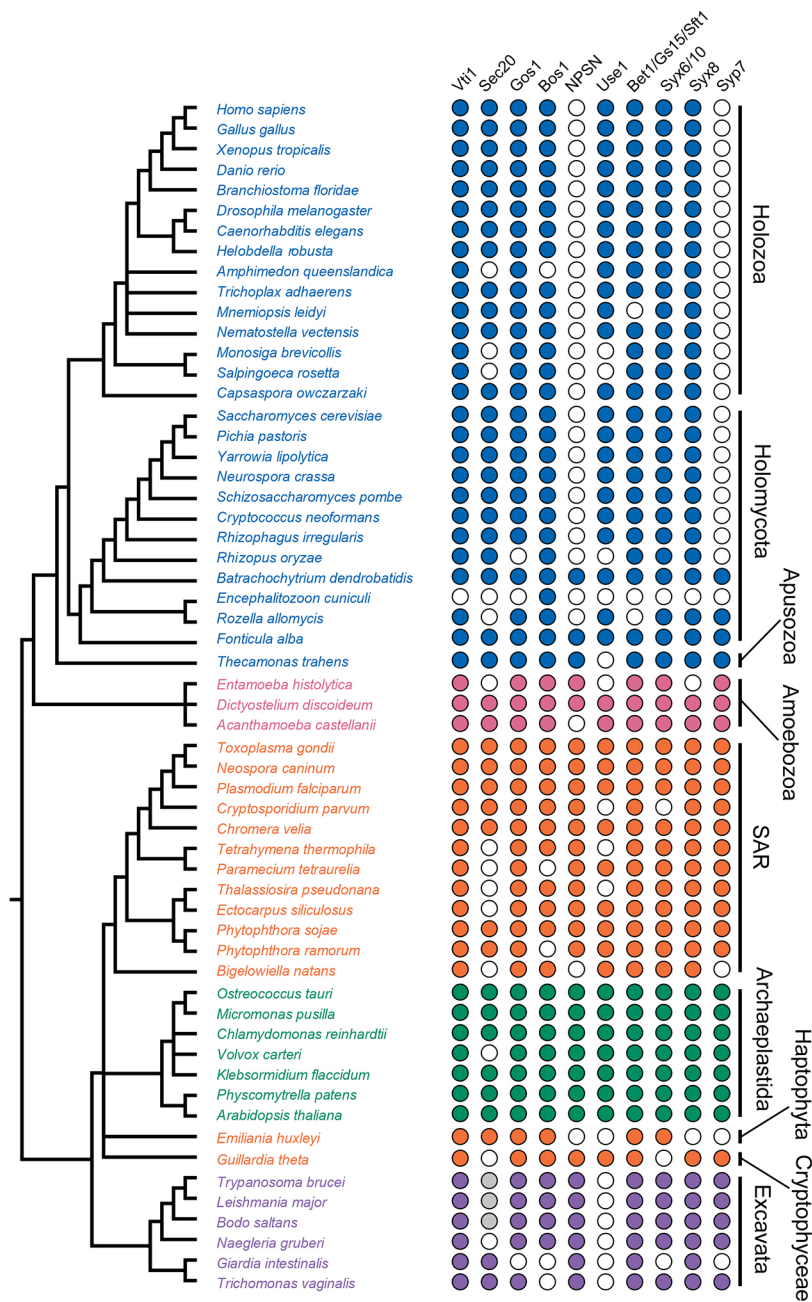 Vti1
Sec20
Gos1
Bos1
NPSN
Use1
Bet1/Gs15/Sft1
Syx6/10
Syx8
Syp7
Homo sapiens
Gallus gallus
Xenopus tropicalis
Danio rerio
Branchiostoma floridae
Drosophila melanogaster
Caenorhabditis elegans
Helobdella robusta
Amphimedon queenslandica
Trichoplax adhaerens
Mnemiopsis leidyi
Nematostella vectensis
Monosiga brevicollis
Salpingoeca rosetta
Capsaspora owczarzaki
Holozoa
Saccharomyces cerevisiae
Pichia pastoris
Yarrowia lipolytica
Neurospora crassa
Schizosaccharomyces pombe
Cryptococcus neoformans
Rhizophagus irregularis
Rhizopus oryzae
Batrachochytrium dendrobatidis
Encephalitozoon cuniculi
Rozella allomycis
Fonticula alba
Holomycota
Thecamonas trahens
Apusozoa
Entamoeba histolytica
Dictyostelium discoideum
Acanthamoeba castellanii
Amoebozoa
Toxoplasma gondii
Neospora caninum
Plasmodium falciparum
Cryptosporidium parvum
Chromera velia
Tetrahymena thermophila
Paramecium tetraurelia
Thalassiosira pseudonana
Ectocarpus siliculosus
Phytophthora sojae
Phytophthora ramorum
Bigelowiella natans
SAR
Ostreococcus tauri
Micromonas pusilla
Chlamydomonas reinhardtii
Volvox carteri
Klebsormidium flaccidum
Physcomytrella patens
Arabidopsis thaliana
Archaeplastida
Emiliania huxleyi
Haptophyta
Guillardia theta
Cryptophyceae
Trypanosoma brucei
Leishmania major
Bodo saltans
Naegleria gruberi
Giardia intestinalis
Trichomonas vaginalis
Excavata